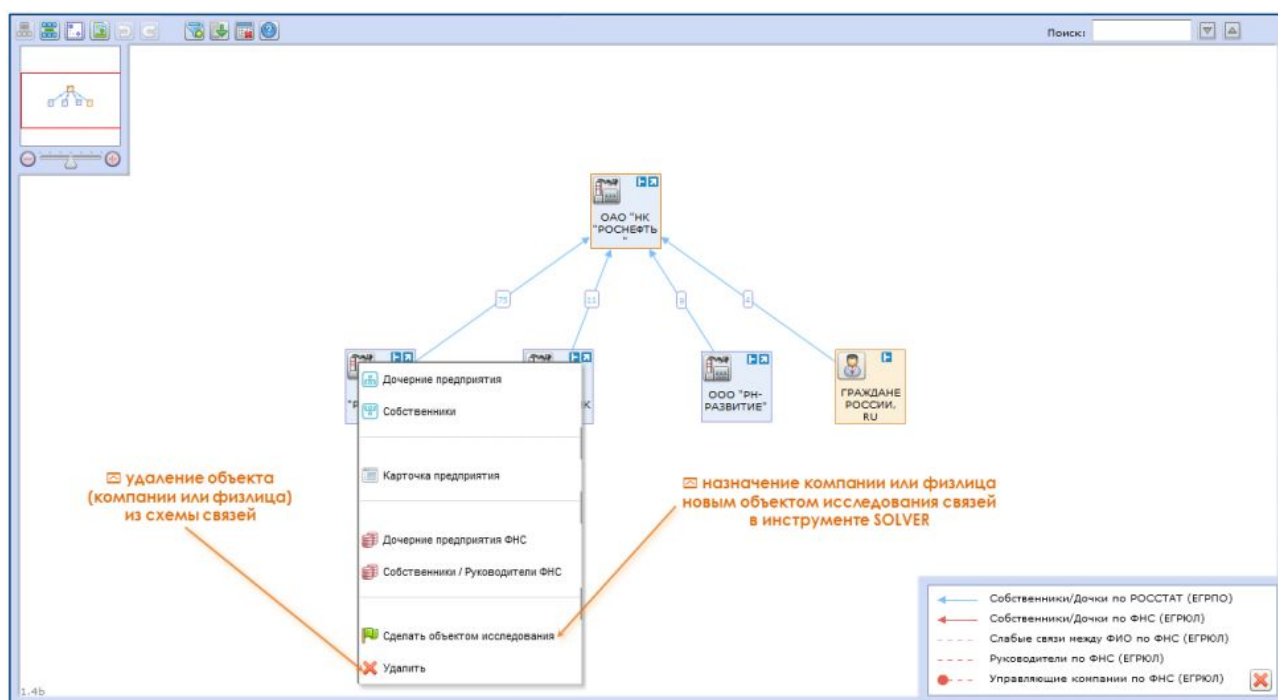 Поиск:
ОАО "НК
"РОСНЕФТЬ
"
75
11
9
4
ООО "РН-
РАЗВИТИЕ"
ГРАЖДАНЕ
РОССИИ,
RU
Дочерние предприятия
Собственники
Карточка предприятия
Дочерние предприятия ФНС
Собственники / Руководители ФНС
Сделать объектом исследования
Удалить
удаление объекта
(компании или физлица)
из схемы связей
назначение компании или физлица
новым объектом исследования связей
в инструменте SOLVER
Собственники/Дочки по РОССТАТ (ЕГРПО)
Собственники/Дочки по ФНС (ЕГРЮЛ)
Слабые связи между ФИО по ФНС (ЕГРЮЛ)
Руководители по ФНС (ЕГРЮЛ)
Управляющие компании по ФНС (ЕГРЮЛ)
1.4b